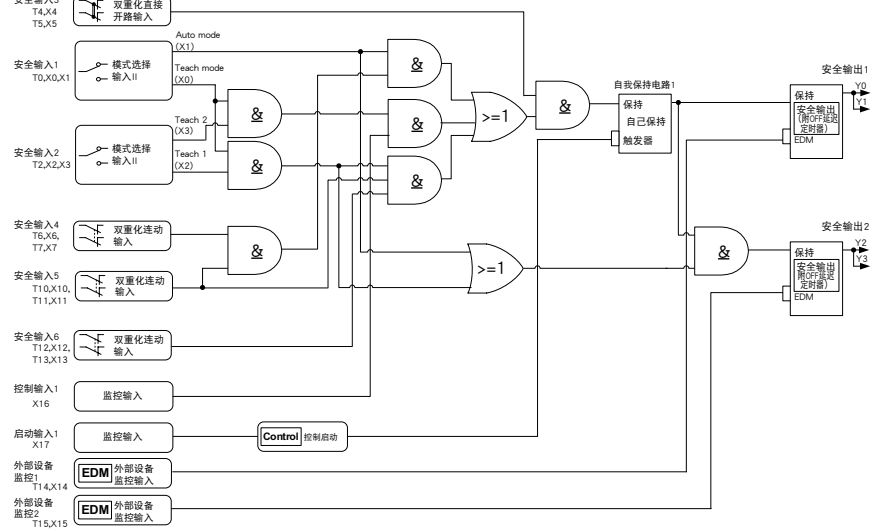 安全输入3
T4,X4
T5,X5
双重化直接
开路输入
安全输入1
T0,X0,X1
模式选择
输入II
Auto mode
(X1)
Teach mode
(X0)
Teach 2
(X3)
Teach 1
(X2)
安全输入2
T2,X2,X3
模式选择
输入II
安全输入4
T6,X6,
T7,X7
双重化连动
输入
安全输入5
T10,X10,
T11,X11
双重化连动
输入
安全输入6
T12,X12,
T13,X13
双重化连动
输入
控制输入1
X16
监控输入
启动输入1
X17
监控输入
Control 控制启动
外部设备
监控1
T14,X14
EDM 外部设备
监控输入
外部设备
监控2
T15,X15
EDM 外部设备
监控输入
&
&
&
&
&
&
>=1
>=1
&
&
自我保持电路1
保持
自己保持
触发器
安全输出1
保持
安全输出
(附OFF延迟
定时器)
EDM
Y0
Y1
安全输出2
保持
安全输出
附OFF延迟
定时器)
EDM
Y2
Y3